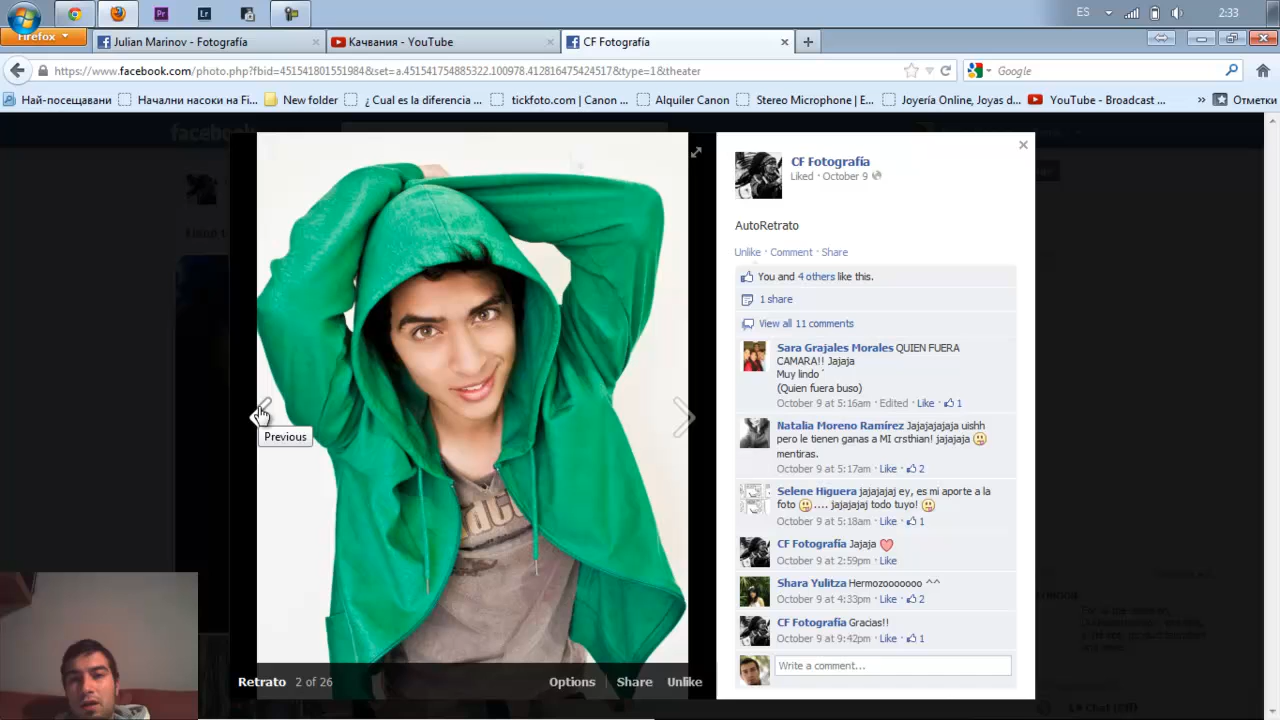 ES
2:33
Firefox
Julian Marinov - Fotografía
Качвания - YouTube
CF Fotografía
https://www.facebook.com/photo.php?fbid=451541801551984&set=a.451541754885322.100978.412816475424517&type=1&theater
Google
Най-посещавани
Начални насоки на Fi...
New folder
¿ Cual es la diferencia ...
tickfoto.com | Canon ...
Alquiler Canon
Stereo Microphone | E...
Joyería Online, Joyas d...
YouTube - Broadcast ...
»
Отметки
CF Fotografía
Liked · October 9
AutoRetrato
Unlike · Comment · Share
You and 4 others like this.
1 share
View all 11 comments
Sara Grajales Morales QUIEN FUERA
CAMARA!! Jajaja
Muy lindo ´
(Quien fuera buso)
October 9 at 5:16am · Edited · Like · 1
Natalia Moreno Ramírez Jajajajajaja uishh
pero le tienen ganas a MI crsthian! jajajaja
mentiras.
October 9 at 5:17am · Like · 2
Selene Higuera jajajajaj ey, es mi aporte a la
foto .... jajajajaj todo tuyo!
October 9 at 5:18am · Like · 1
CF Fotografía Jajaja
October 9 at 2:59pm · Like
Shara Yulitza Hermozooooooo ^^
October 9 at 4:33pm · Like · 2
CF Fotografía Gracias!!
October 9 at 9:42pm · Like · 1
Write a comment...
Previous
Retrato 2 of 26
Options
Share
Unlike